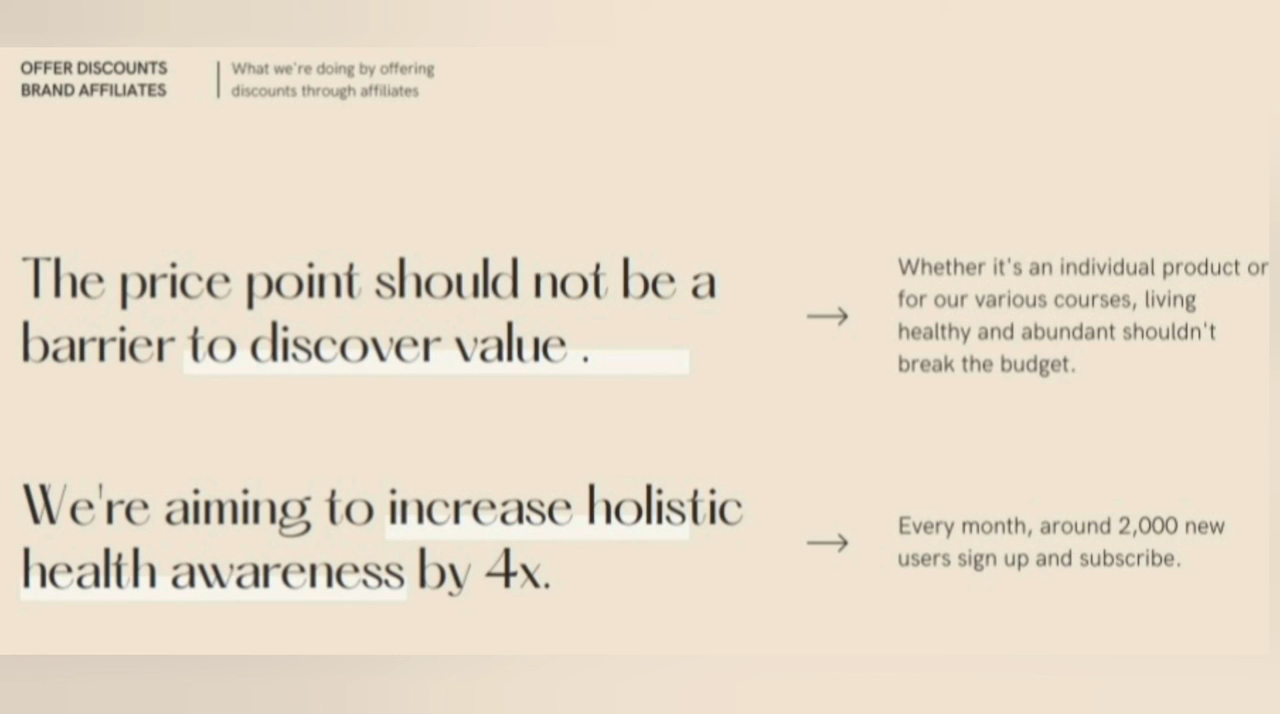 OFFER DISCOUNTS
BRAND AFFILIATES
What we're doing by offering
discounts through affiliates
The price point should not be a
barrier to discover value .
Whether it's an individual product or
for our various courses, living
healthy and abundant shouldn't
break the budget.
We're aiming to increase holistic
health awareness by 4x.
Every month, around 2,000 new
users sign up and subscribe.